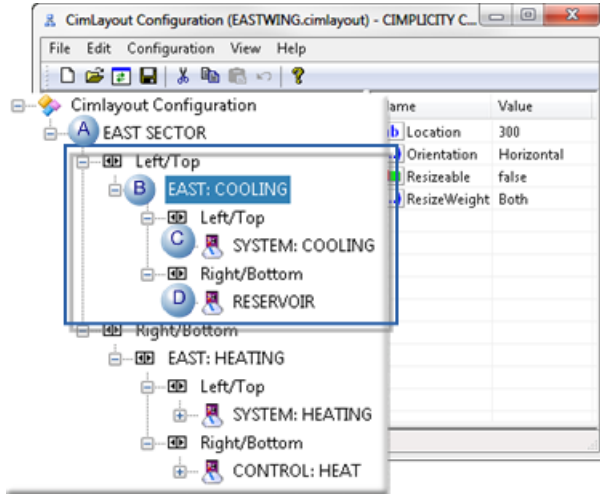 CimLayout Configuration (EASTWING.cimlayout) - CIMPLICITY C...
File Edit Configuration View Help
Cimlayout Configuration
A EAST SECTOR
Left/Top
B EAST: COOLING
Left/Top
C SYSTEM: COOLING
Right/Bottom
D RESERVOIR
Right/Bottom
EAST: HEATING
Left/Top
SYSTEM: HEATING
Right/Bottom
CONTROL: HEAT
Value
Location 300
Orientation Horizontal
Resizeable false
ResizeWeight Both